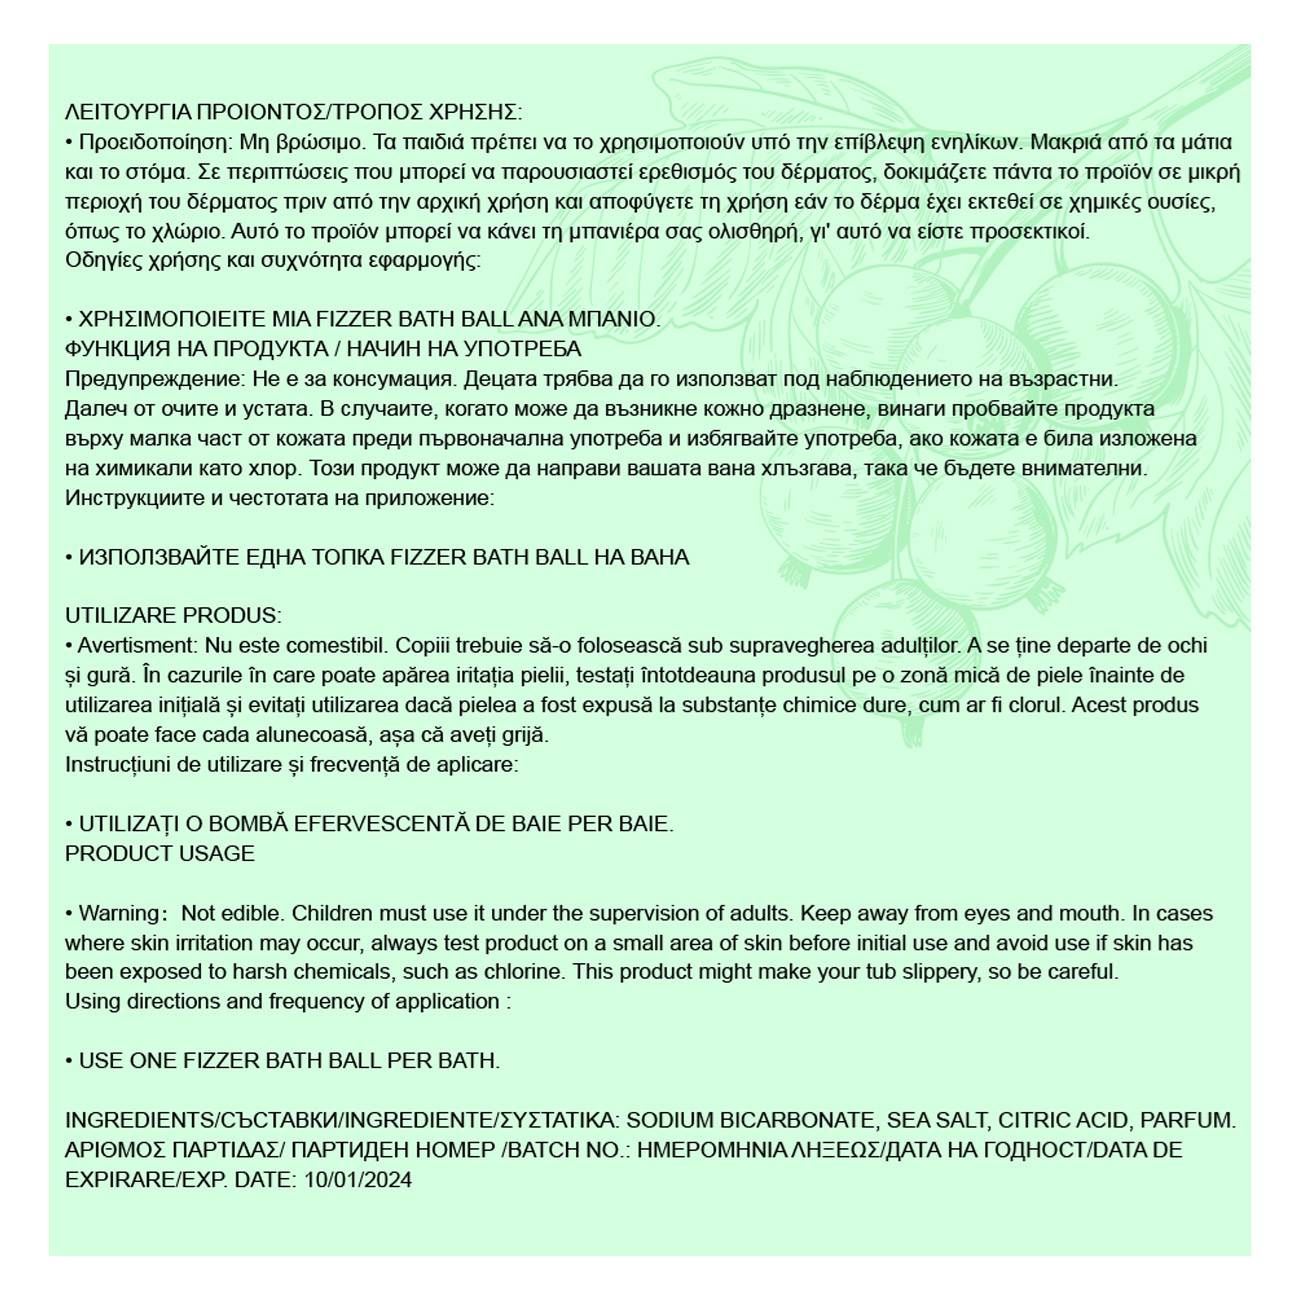 ΛΕΙΤΟΥΡΓΙΑ ΠΡΟΙΟΝΤΟΣ/ΤΡΟΠΟΣ ΧΡΗΣΗΣ:
• Προειδοποίηση: Μη βρώσιμο. Τα παιδιά πρέπει να το χρησιμοποιούν υπό την επίβλεψη ενηλίκων. Μακριά από τα μάτια
και το στόμα. Σε περιπτώσεις που μπορεί να παρουσιαστεί ερεθισμός του δέρματος, δοκιμάζετε πάντα το προϊόν σε μικρή
περιοχή του δέρματος πριν από την αρχική χρήση και αποφύγετε τη χρήση εάν το δέρμα έχει εκτεθεί σε χημικές ουσίες,
όπως το χλώριο. Αυτό το προϊόν μπορεί να κάνει τη μπανιέρα σας ολισθηρή, γι' αυτό να είστε προσεκτικοί.
Οδηγίες χρήσης και συχνότητα εφαρμογής:
• ΧΡΗΣΙΜΟΠΟΙΕΙΤΕ ΜΙΑ FIZZER BATH BALL ΑΝΑ ΜΠΑΝΙΟ.
ФУНКЦИЯ НА ПРОДУКТА / НАЧИН НА УПОТРЕБА
Предупреждение: Не е за консумация. Децата трябва да го използват под наблюдението на възрастни.
Далеч от очите и устата. В случаите, когато може да възникне кожно дразнене, винаги пробвайте продукта
върху малка част от кожата преди първоначална употреба и избягвайте употреба, ако кожата е била изложена
на химикали като хлор. Този продукт може да направи вашата вана хлъзгава, така че бъдете внимателни.
Инструкциите и честотата на приложение:
• ИЗПОЛЗВАЙТЕ ЕДНА ТОПКА FIZZER BATH BALL НА ВАНА
UTILIZARE PRODUS:
• Avertisment: Nu este comestibil. Copiii trebuie să-o folosească sub supravegherea adulților. A se ține departe de ochi
și gură. În cazurile în care poate apărea iritația pielii, testați întotdeauna produsul pe o zonă mică de piele înainte de
utilizarea inițială și evitați utilizarea dacă pielea a fost expusă la substanțe chimice dure, cum ar fi clorul. Acest produs
vă poate face cada alunecoasă, așa că aveți grijă.
Instrucțiuni de utilizare și frecvență de aplicare:
• UTILIZAȚI O BOMBĂ EFERVESCENTĂ DE BAIE PER BAIE.
PRODUCT USAGE
• Warning：Not edible. Children must use it under the supervision of adults. Keep away from eyes and mouth. In cases
where skin irritation may occur, always test product on a small area of skin before initial use and avoid use if skin has
been exposed to harsh chemicals, such as chlorine. This product might make your tub slippery, so be careful.
Using directions and frequency of application :
• USE ONE FIZZER BATH BALL PER BATH.
INGREDIENTS/СЪСТАВКИ/INGREDIENTE/ΣΥΣΤΑΤΙΚΑ: SODIUM BICARBONATE, SEA SALT, CITRIC ACID, PARFUM.
ΑΡΙΘΜΟΣ ΠΑΡΤΙΔΑΣ/ ПАРТИДЕН НОМЕР /BATCH NO.: ΗΜΕΡΟΜΗΝΙΑ ΛΗΞΕΩΣ/ДАТА НА ГОДНОСТ/DATA DE
EXPIRARE/EXP. DATE: 10/01/2024